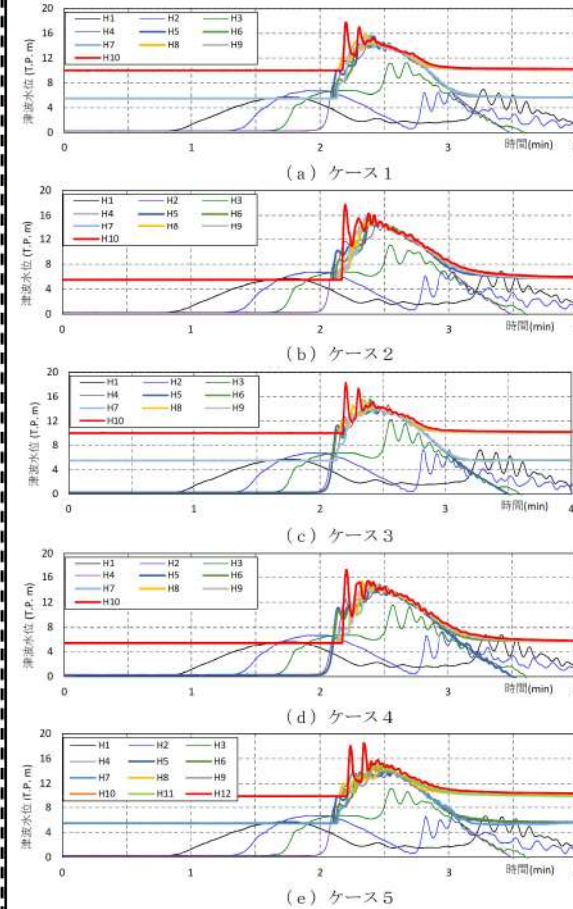 津波水位 (T.P. m)
20
16
12
8
4
0
H1 H2 H3
H4 H5 H6
H7 H8 H9
H10
0 1 2 3 4
時間(min)
(a) ケース1
津波水位 (T.P. m)
20
16
12
8
4
0
H1 H2 H3
H4 H5 H6
H7 H8 H9
H10
0 1 2 3 4
時間(min)
(b) ケース2
津波水位 (T.P. m)
20
16
12
8
4
0
H1 H2 H3
H4 H5 H6
H7 H8 H9
H10
0 1 2 3 4
時間(min)
(c) ケース3
津波水位 (T.P. m)
20
16
12
8
4
0
H1 H2 H3
H4 H5 H6
H7 H8 H9
H10
0 1 2 3 4
時間(min)
(d) ケース4
津波水位 (T.P. m)
20
16
12
8
4
0
H1 H2 H3
H4 H5 H6
H7 H8 H9
H10 H11 H12
0 1 2 3 4
時間(min)
(e) ケース5